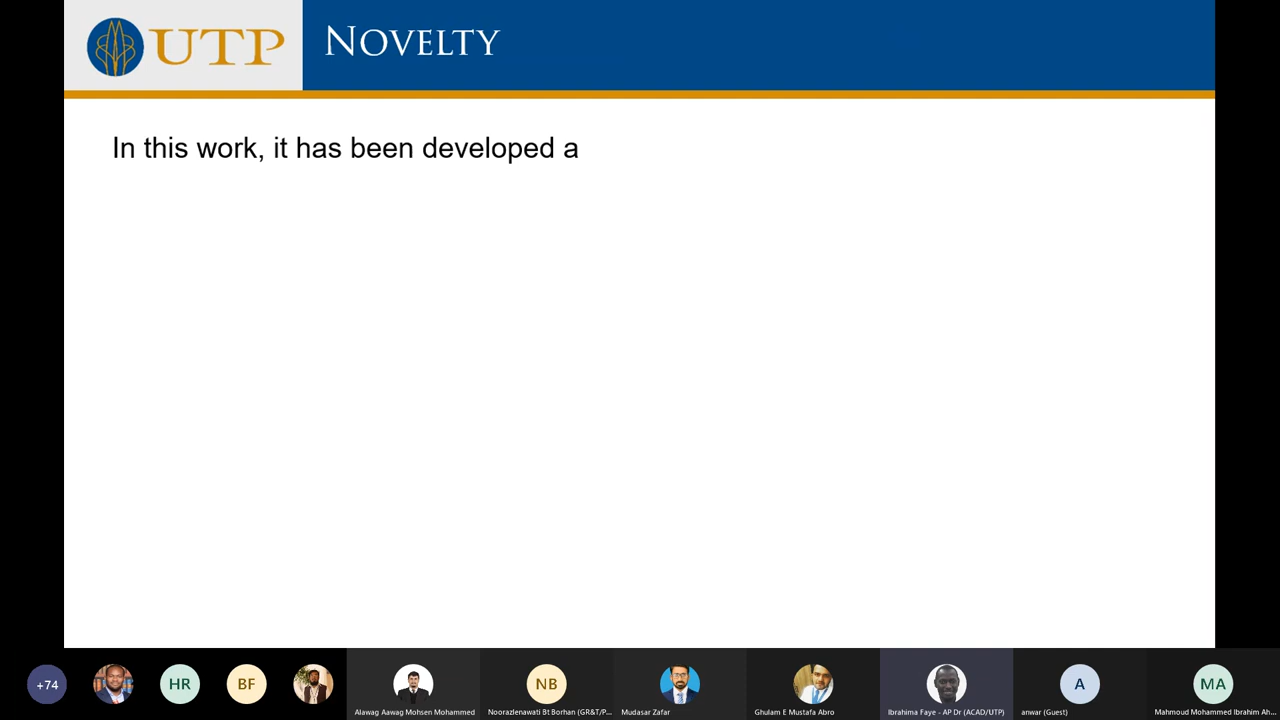 UTP
NOVELTY
In this work, it has been developed a
+74
HR
BF
NB
A
MA
Alawag Aawag Mohsen Mohammed
Noorazlenawati Bt Borhan (GR&T/P...
Mudasar Zafar
Ghulam E Mustafa Abro
Ibrahima Faye - AP Dr (ACAD/UTP)
anwar (Guest)
Mahmoud Mohammed Ibrahim Ah...